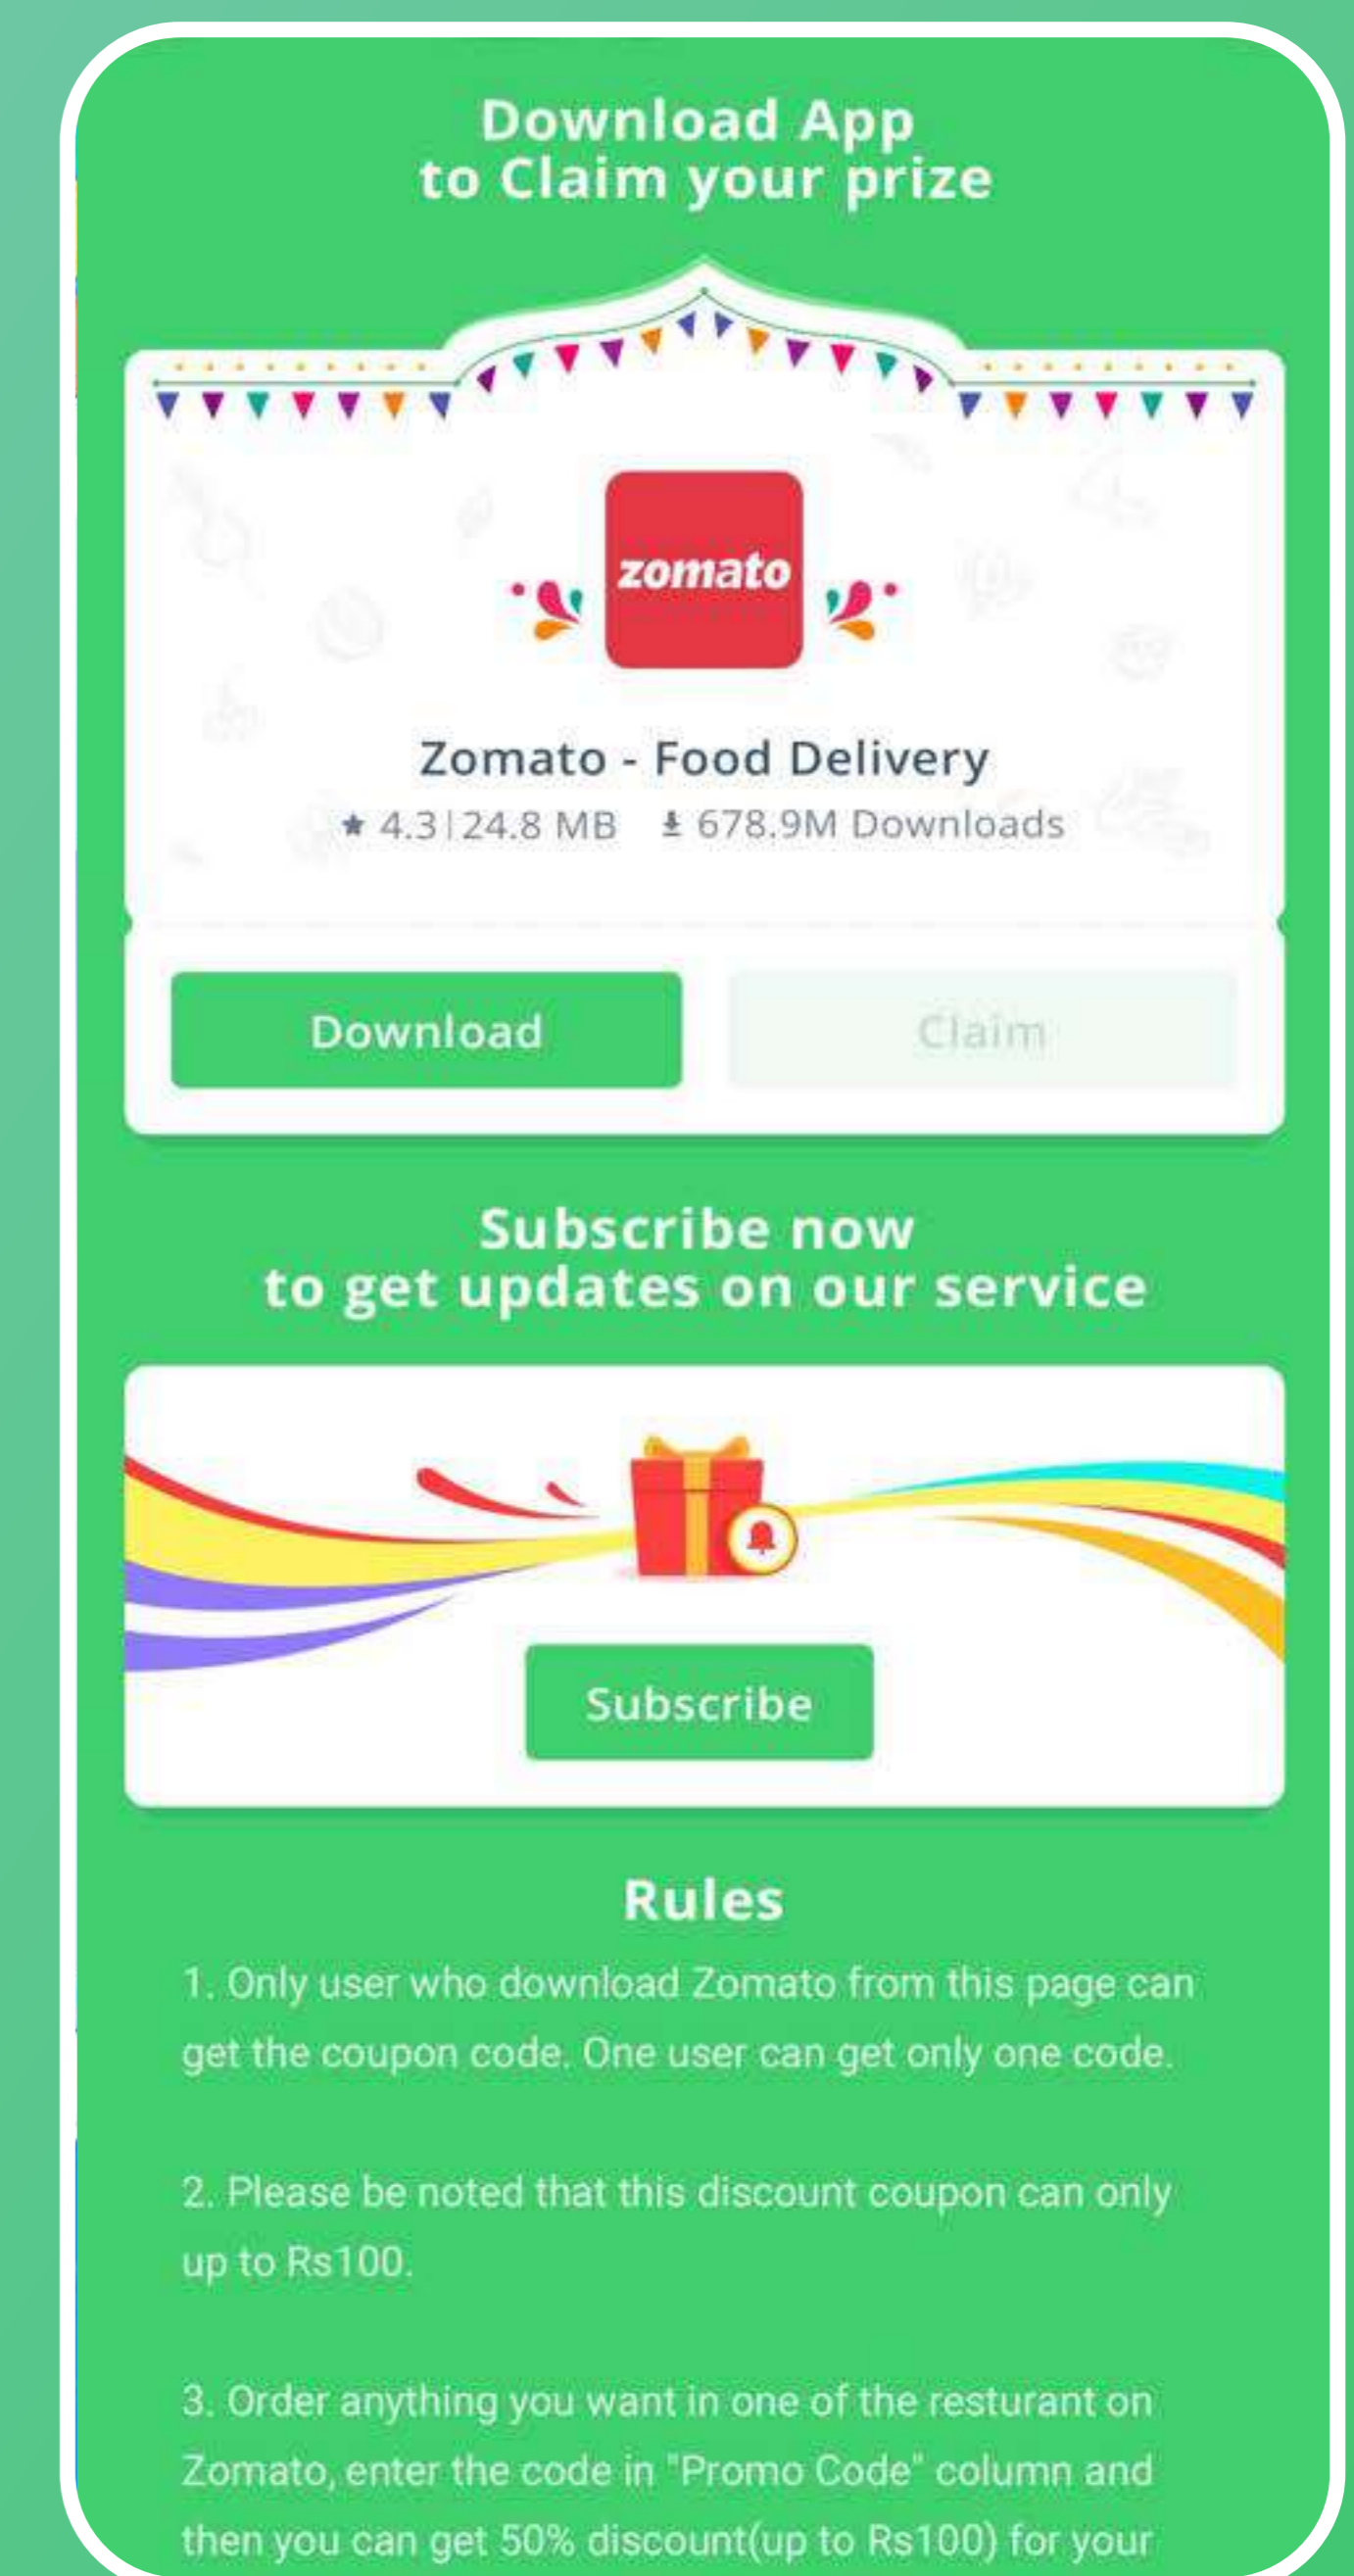 Download App
to Claim your prize
zomato
Zomato - Food Delivery
4.3|24.8 MB 678.9M Downloads
Download Claim
Subscribe now
to get updates on our service
Subscribe
Rules
1. Only user who download Zomato from this page can
get the coupon code. One user can get only one code.
2. Please be noted that this discount coupon can only
up to Rs100.
3. Order anything you want in one of the resturant on
Zomato, enter the code in "Promo Code" column and
then you can get 50% discount(up to Rs100) for your